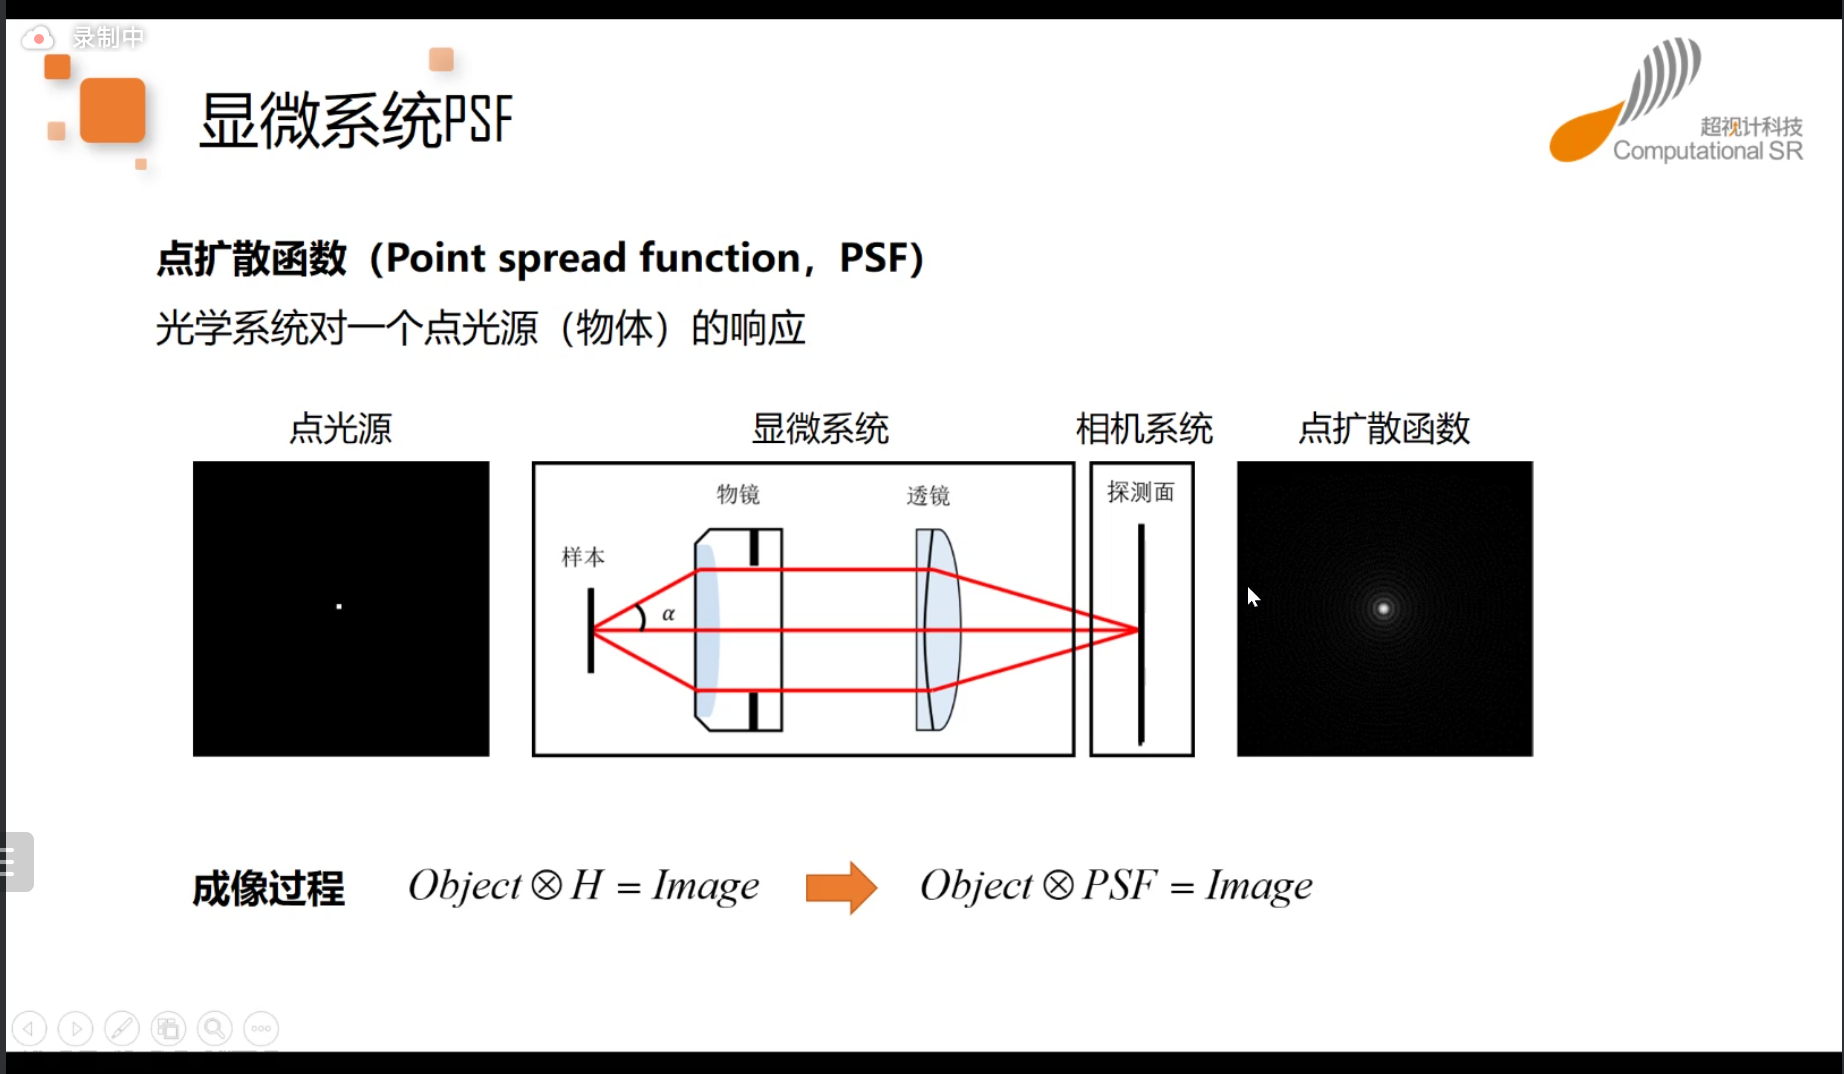 录制中
显微系统PSF
超视计科技
Computational SR
点扩散函数（Point spread function，PSF）
光学系统对一个点光源（物体）的响应
点光源
显微系统
相机系统
点扩散函数
物镜
透镜
探测面
样本
α
成像过程
Object ⊗ H = Image
Object ⊗ PSF = Image